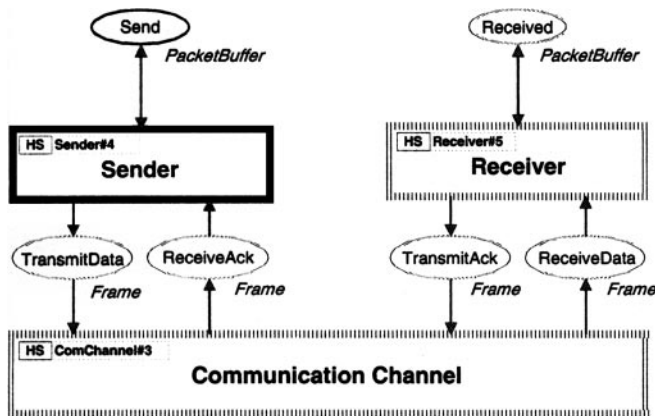 Send
PacketBuffer
Received
PacketBuffer
HS Sender#4
Sender
HS Receiver#5
Receiver
TransmitData
Frame
ReceiveAck
Frame
TransmitAck
Frame
ReceiveData
Frame
HS ComChannel#3
Communication Channel